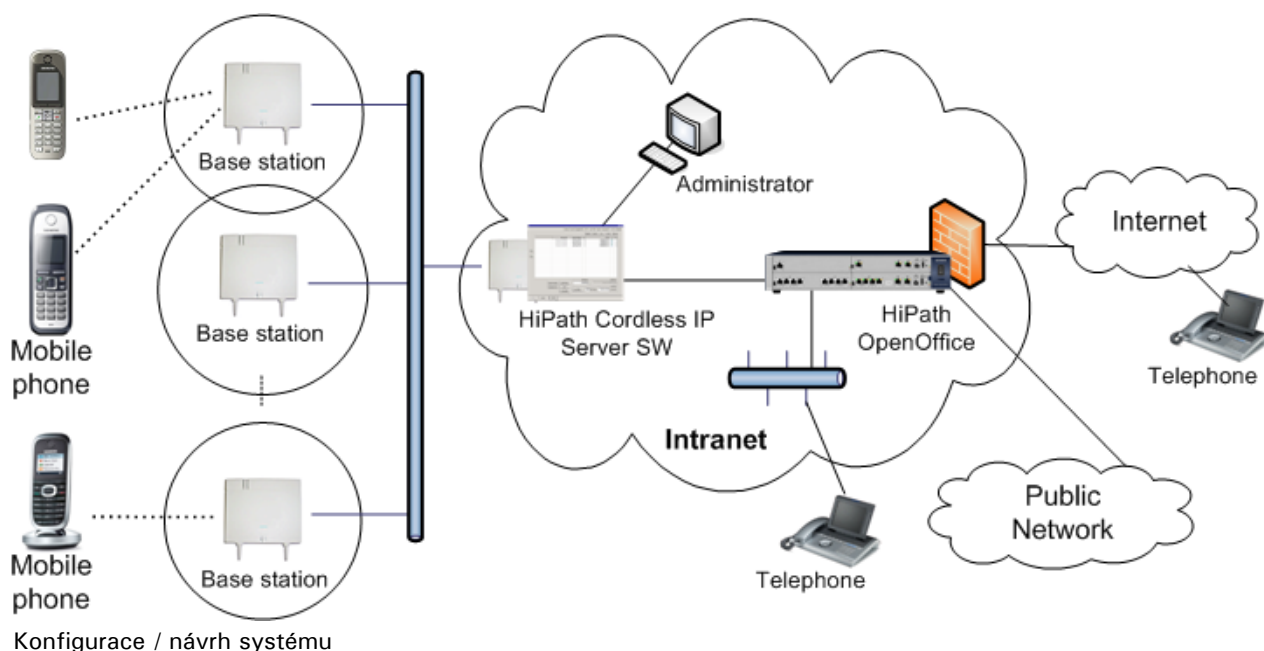 Base station
Mobile
phone
Base station
Mobile
phone
Base station
Administrator
HiPath Cordless IP
Server SW
HiPath
OpenOffice
Intranet
Internet
Telephone
Public
Network
Telephone
Konfigurace / návrh systému